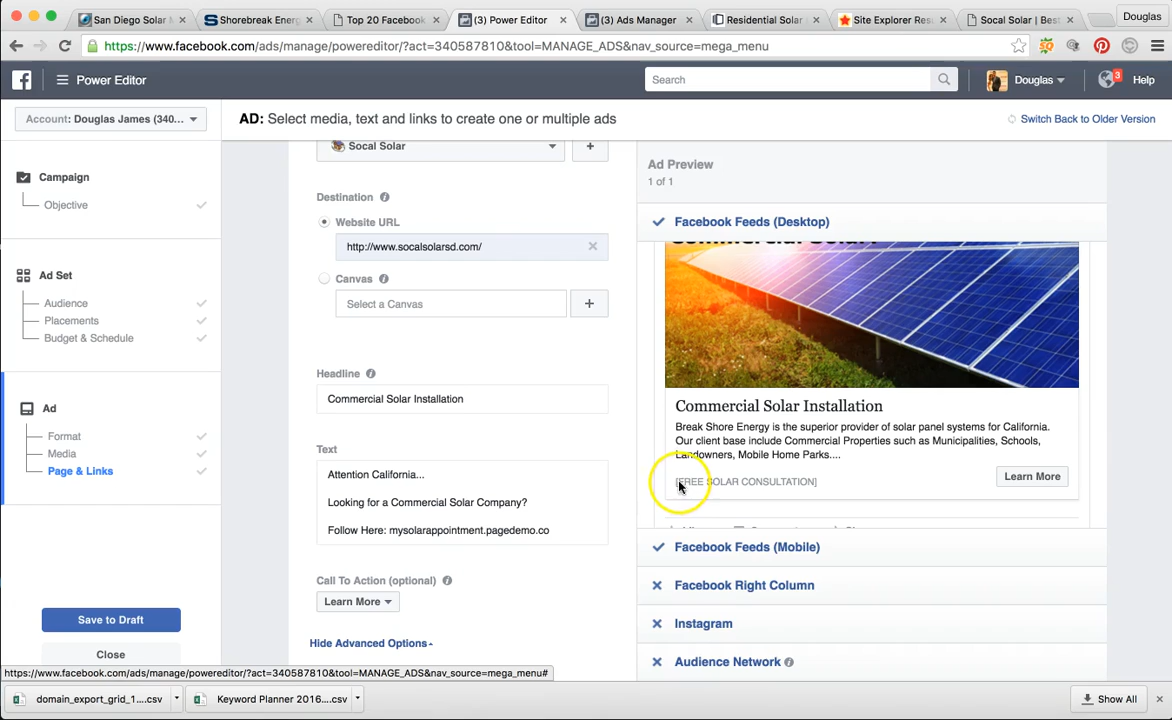 San Diego Solar
Shorebreak Energ
Top 20 Facebook
(3) Power Editor
(3) Ads Manager
Residential Solar
Site Explorer Res
Socal Solar | Best
Douglas
https://www.facebook.com/ads/manage/powereditor/?act=340587810&tool=MANAGE_ADS&nav_source=mega_menu
Power Editor
Search
Douglas
3
Help
Account: Douglas James (340...
AD: Select media, text and links to create one or multiple ads
Switch Back to Older Version
Campaign
Objective
Ad Set
Audience
Placements
Budget & Schedule
Ad
Format
Media
Page & Links
Save to Draft
Close
Socal Solar
+
Destination
Website URL
http://www.socalsolarsd.com/
Canvas
Select a Canvas
+
Headline
Commercial Solar Installation
Text
Attention California...
Looking for a Commercial Solar Company?
Follow Here: mysolarappointment.pagedemo.co
Call To Action (optional)
Learn More
Hide Advanced Options
Ad Preview
1 of 1
Facebook Feeds (Desktop)
Commercial Solar Installation
Break Shore Energy is the superior provider of solar panel systems for California.
Our client base include Commercial Properties such as Municipalities, Schools,
Landowners, Mobile Home Parks....
[FREE SOLAR CONSULTATION]
Learn More
Facebook Feeds (Mobile)
Facebook Right Column
Instagram
Audience Network
https://www.facebook.com/ads/manage/powereditor/?act=340587810&tool=MANAGE_ADS&nav_source=mega_menu#
domain_export_grid_1....csv
Keyword Planner 2016....csv
Show All